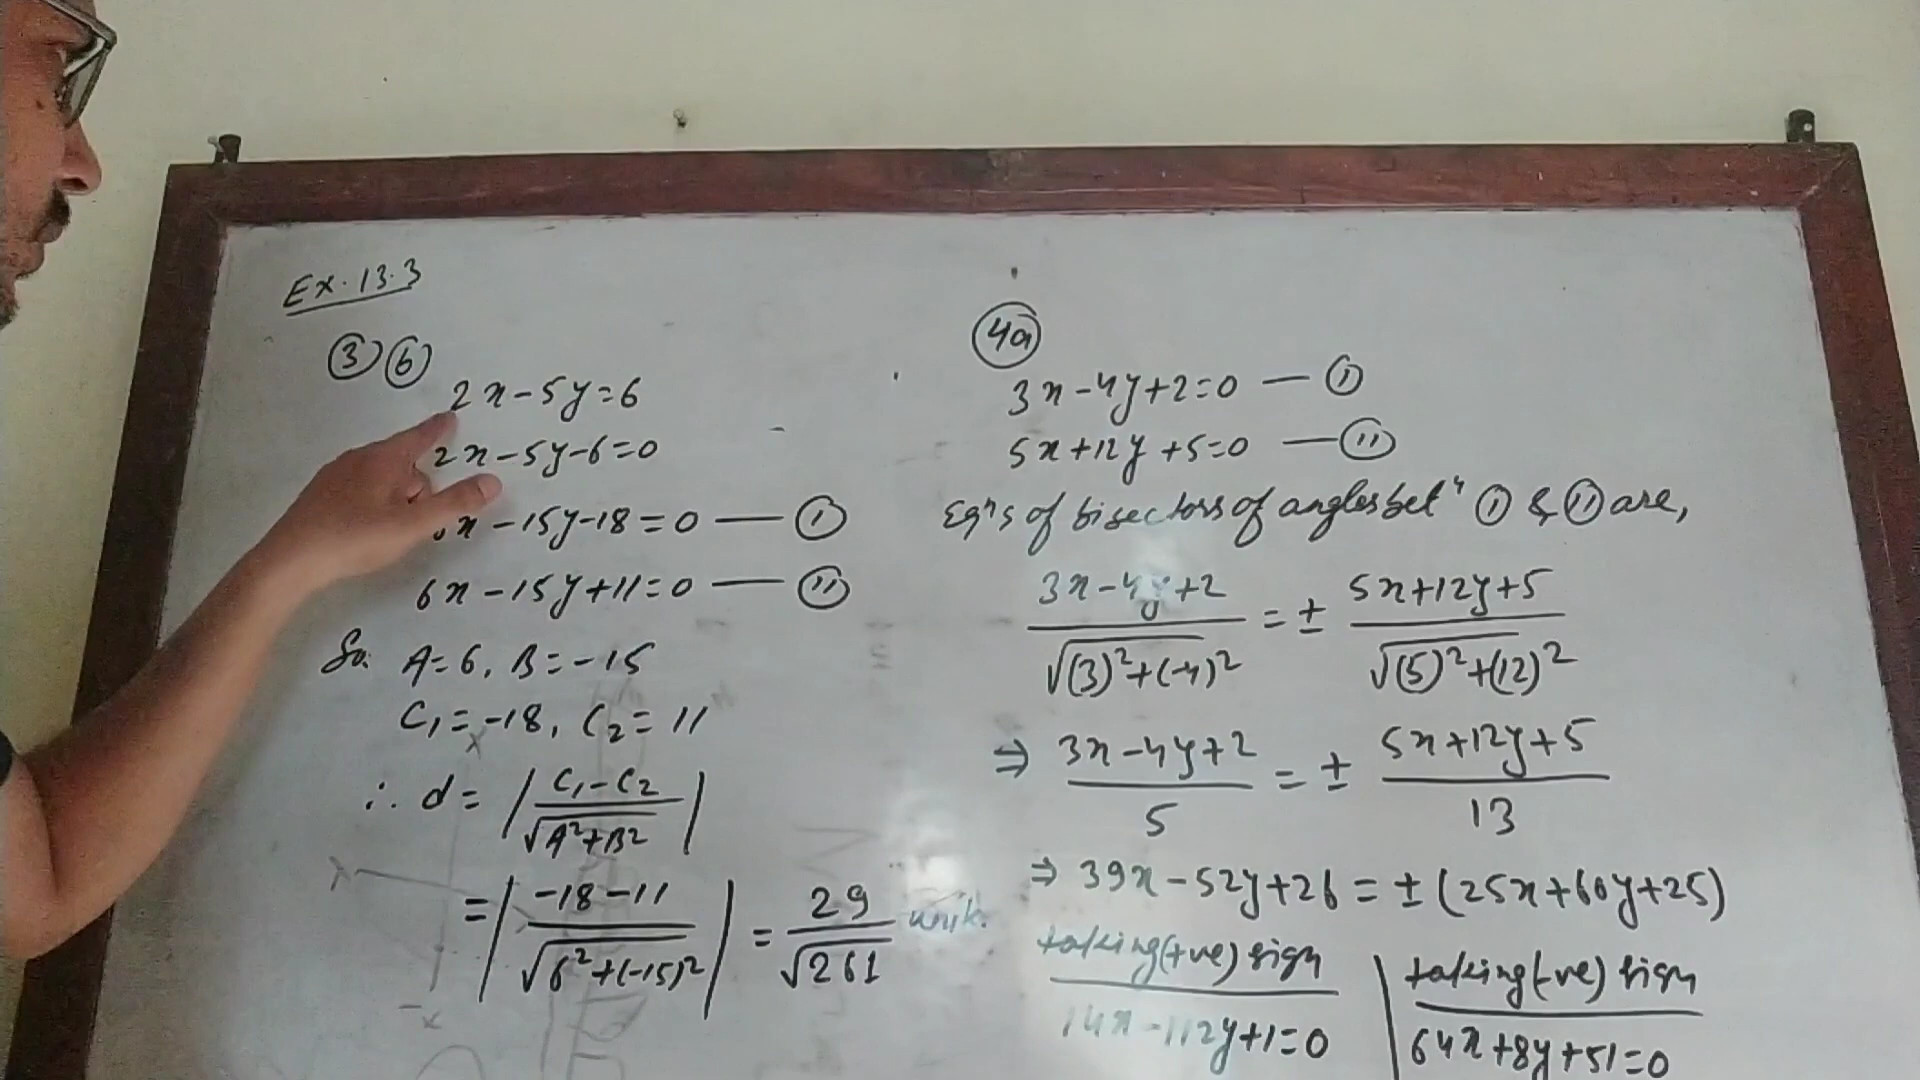 Ex. 13.3
③ ⑥
2x-5y=6
2x-5y-6=0
x-15y-18=0 — ①
6x-15y+11=0 — ⑪
So. A=6, B=-15
C₁=-18, C₂=11
∴ d= |C₁-C₂/√A²+B²|
=|-18-11/√6²+(-15)²| = 29/√261 unit.
4a
3x-4y+2=0 — ①
5x+12y+5=0 — ⑪
Eqⁿs of bisectors of angles betⁿ ① & ⑪ are,
3x-4y+2/√(3)²+(-4)² = ± 5x+12y+5/√(5)²+(12)²
⇒ 3x-4y+2/5 = ± 5x+12y+5/13
⇒ 39x-52y+26 = ±(25x+60y+25)
taking(+ve) sign
14x-112y+1=0
taking(-ve) sign
64x+8y+51=0